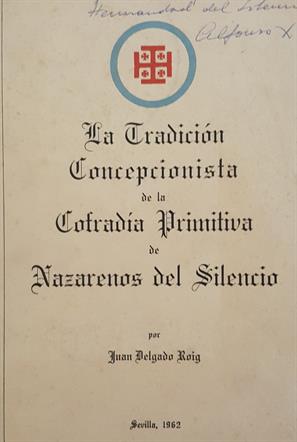 Hermandad del
Alfonso X
La Tradición
Concepcionista
de la
Cofradía Primitiva
de
Nazarenos del Silencio
por
Juan Delgado Roig
Sevilla, 1962